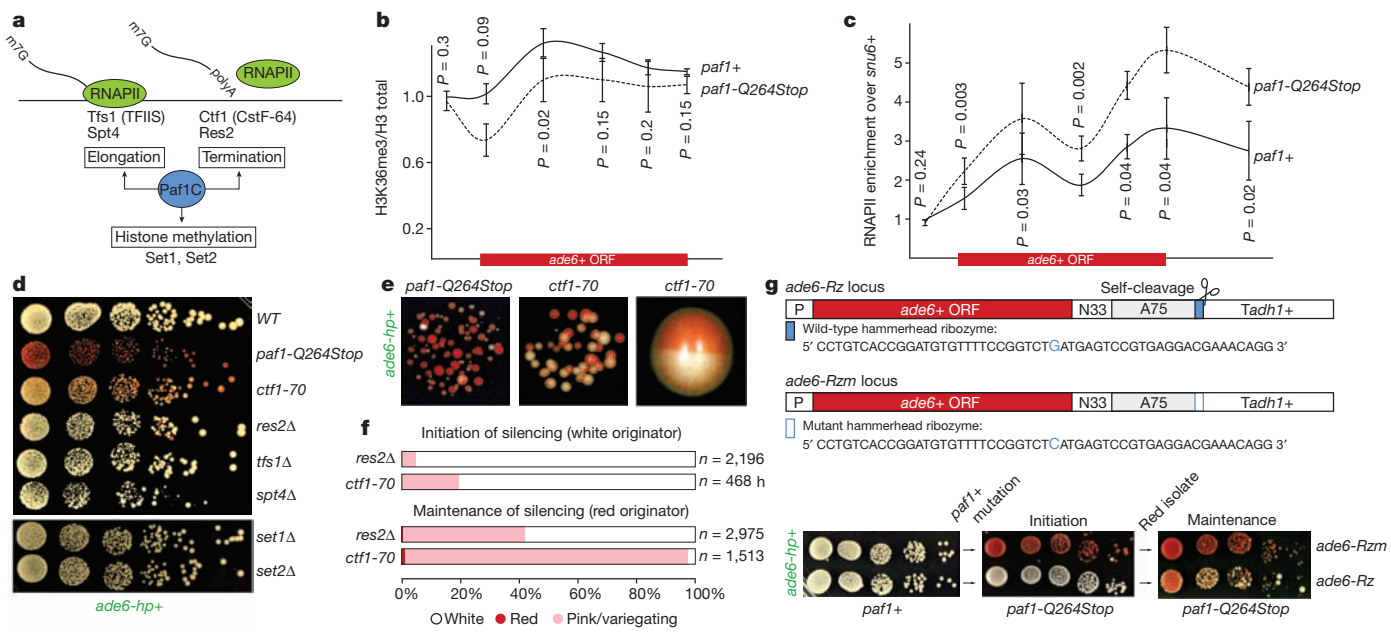 a
m7G
m7G
polyA
RNAPII
RNAPII
Tfs1 (TFIIS)
Spt4
Ctf1 (CstF-64)
Res2
Elongation
Termination
Paf1C
Histone methylation
Set1, Set2
b
H3K36me3/H3 total
1.0
0.6
0.2
P = 0.3
P = 0.09
P = 0.02
P = 0.15
P = 0.2
P = 0.15
paf1+
paf1-Q264Stop
ade6+ ORF
c
RNAPII enrichment over snu6+
5
4
3
2
1
P = 0.24
P = 0.003
P = 0.03
P = 0.002
P = 0.04
P = 0.04
P = 0.02
paf1-Q264Stop
paf1+
ade6+ ORF
d
WT
paf1-Q264Stop
ctf1-70
res2Δ
tfs1Δ
spt4Δ
set1Δ
set2Δ
ade6-hp+
e
paf1-Q264Stop
ctf1-70
ctf1-70
ade6-hp+
f
Initiation of silencing (white originator)
res2Δ
n = 2,196
ctf1-70
n = 468 h
Maintenance of silencing (red originator)
res2Δ
n = 2,975
ctf1-70
n = 1,513
0%
20%
40%
60%
80%
100%
White
Red
Pink/variegating
g
ade6-Rz locus
Self-cleavage
P
ade6+ ORF
N33
A75
Tadh1+
Wild-type hammerhead ribozyme:
5′ CCTGTCACCGGATGTGTTTTCCGGTCTGATGAGTCCGTGAGGACGAAACAGG 3′
ade6-Rzm locus
P
ade6+ ORF
N33
A75
Tadh1+
Mutant hammerhead ribozyme:
5′ CCTGTCACCGGATGTGTTTTCCGGTCTCATGAGTCCGTGAGGACGAAACAGG 3′
paf1+
mutation
Initiation
Red isolate
Maintenance
ade6-hp+
ade6-Rzm
ade6-Rz
paf1+
paf1-Q264Stop
paf1-Q264Stop